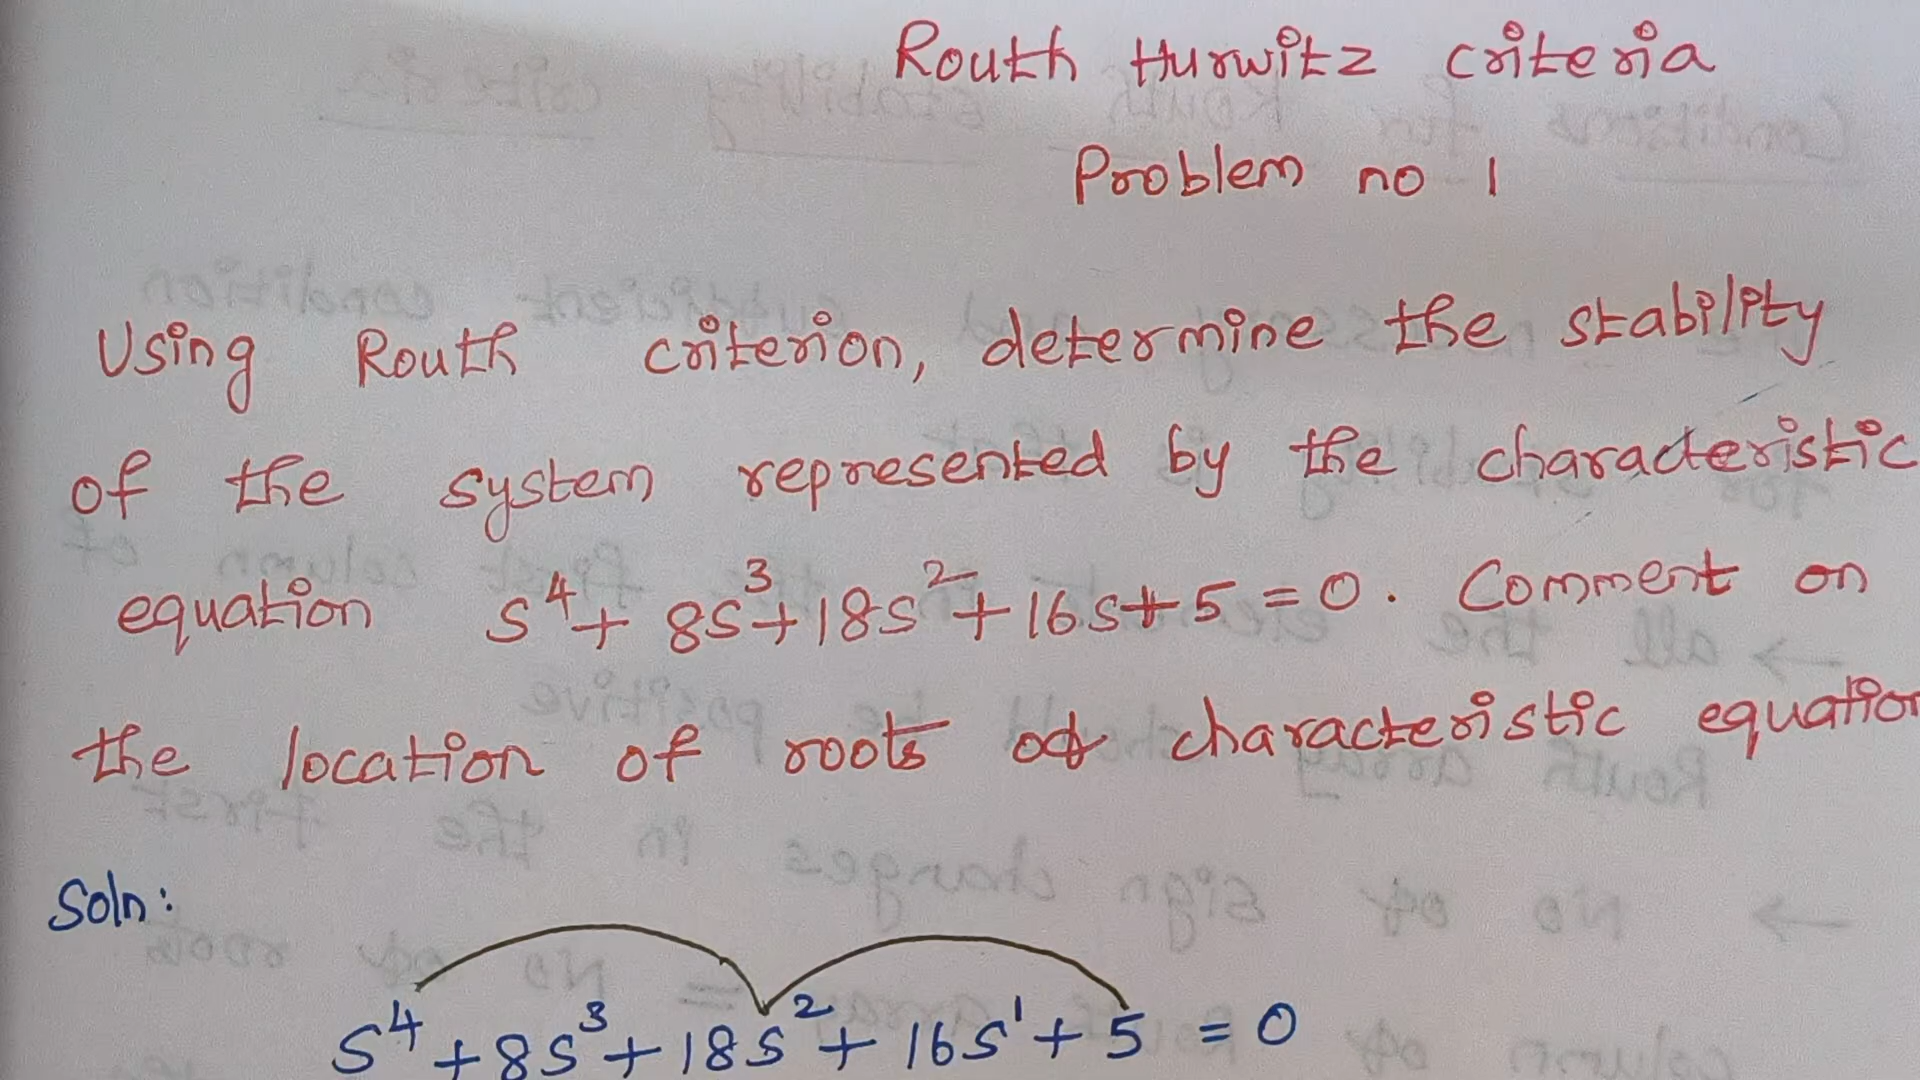 Routh Hurwitz criteria
Problem no 1
Using Routh criterion, determine the stability
of the system represented by the characteristic
equation s⁴ + 8s³ + 18s² + 16s + 5 = 0. Comment on
the location of roots of characteristic equation
Soln:
s⁴ + 8s³ + 18s² + 16s¹ + 5 = 0